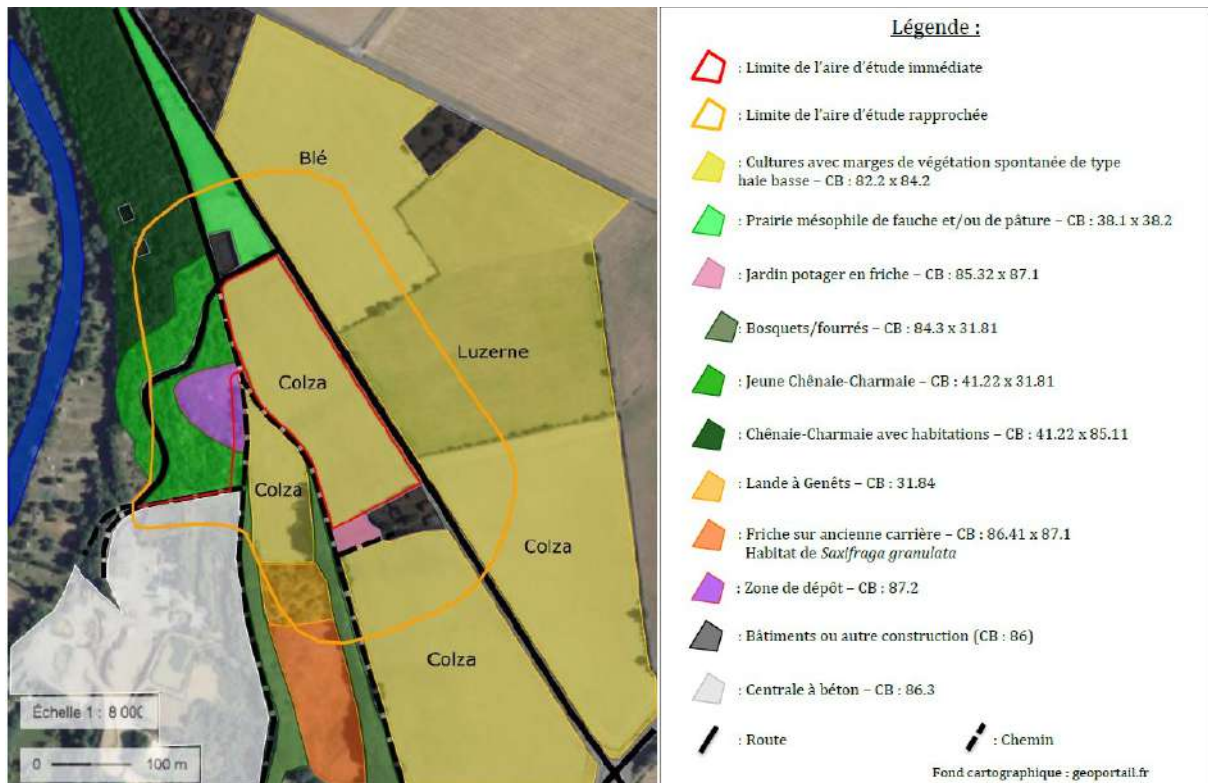 Blé
Luzerne
Colza
Colza
Colza
Colza
Échelle 1 : 8 000
0 100 m
Légende :
: Limite de l'aire d'étude immédiate
: Limite de l'aire d'étude rapprochée
: Cultures avec marges de végétation spontanée de type
haie basse – CB : 82.2 x 84.2
: Prairie mésophile de fauche et/ou de pâture – CB : 38.1 x 38.2
: Jardin potager en friche – CB : 85.32 x 87.1
: Bosquets/fourrés – CB : 84.3 x 31.81
: Jeune Chênaie-Charmaie – CB : 41.22 x 31.81
: Chênaie-Charmaie avec habitations – CB : 41.22 x 85.11
: Lande à Genêts – CB : 31.84
: Friche sur ancienne carrière – CB : 86.41 x 87.1
Habitat de Saxifraga granulata
: Zone de dépôt – CB : 87.2
: Bâtiments ou autre construction (CB : 86)
: Centrale à béton – CB : 86.3
: Route : Chemin
Fond cartographique : geoportail.fr